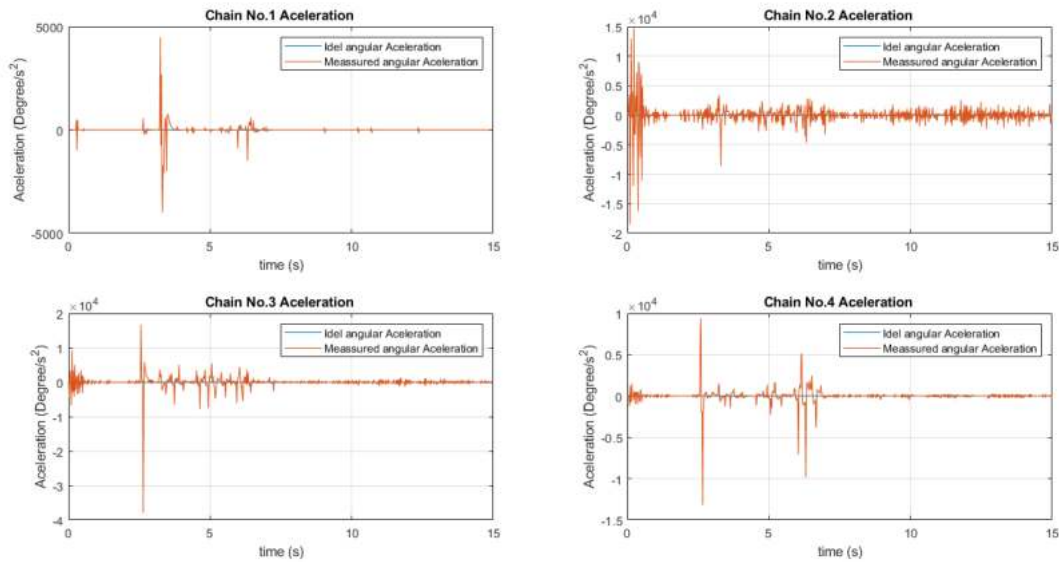 Chain No.1 Aceleration
5000
0
-5000
Aceleration (Degree/s²)
Idel angular Aceleration
Meassured angular Aceleration
0 5 10 15
time (s)
Chain No.2 Aceleration
×10⁴
1.5
1
0.5
0
-0.5
-1
-1.5
-2
Aceleration (Degree/s²)
Idel angular Aceleration
Meassured angular Aceleration
0 5 10 15
time (s)
Chain No.3 Aceleration
×10⁴
2
1
0
-1
-2
-3
-4
Aceleration (Degree/s²)
Idel angular Aceleration
Meassured angular Aceleration
0 5 10 15
time (s)
Chain No.4 Aceleration
×10⁴
1
0.5
0
-0.5
-1
-1.5
Aceleration (Degree/s²)
Idel angular Aceleration
Meassured angular Aceleration
0 5 10 15
time (s)